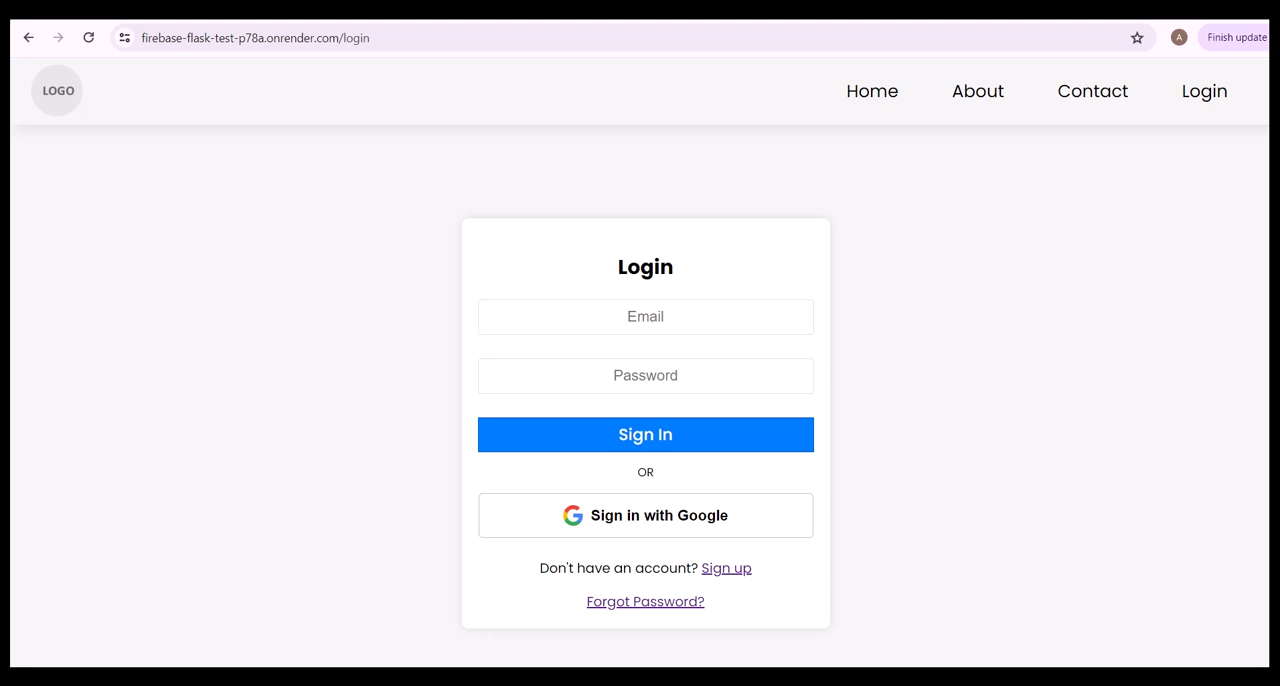 firebase-flask-test-p78a.onrender.com/login
A
Finish update
LOGO
Home
About
Contact
Login
Login
Email
Password
Sign In
OR
Sign in with Google
Don't have an account? Sign up
Forgot Password?